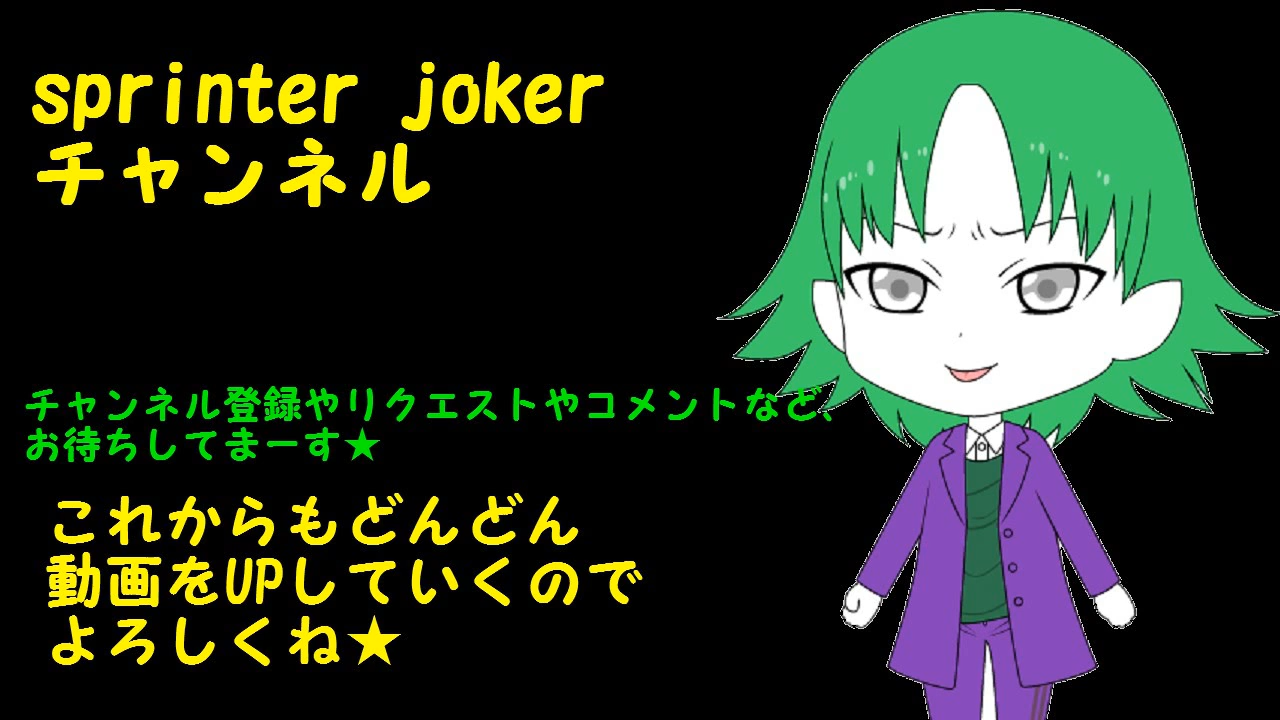 sprinter joker
チャンネル
チャンネル登録やリクエストやコメントなど、
お待ちしてまーす★
これからもどんどん
動画をUPしていくので
よろしくね★